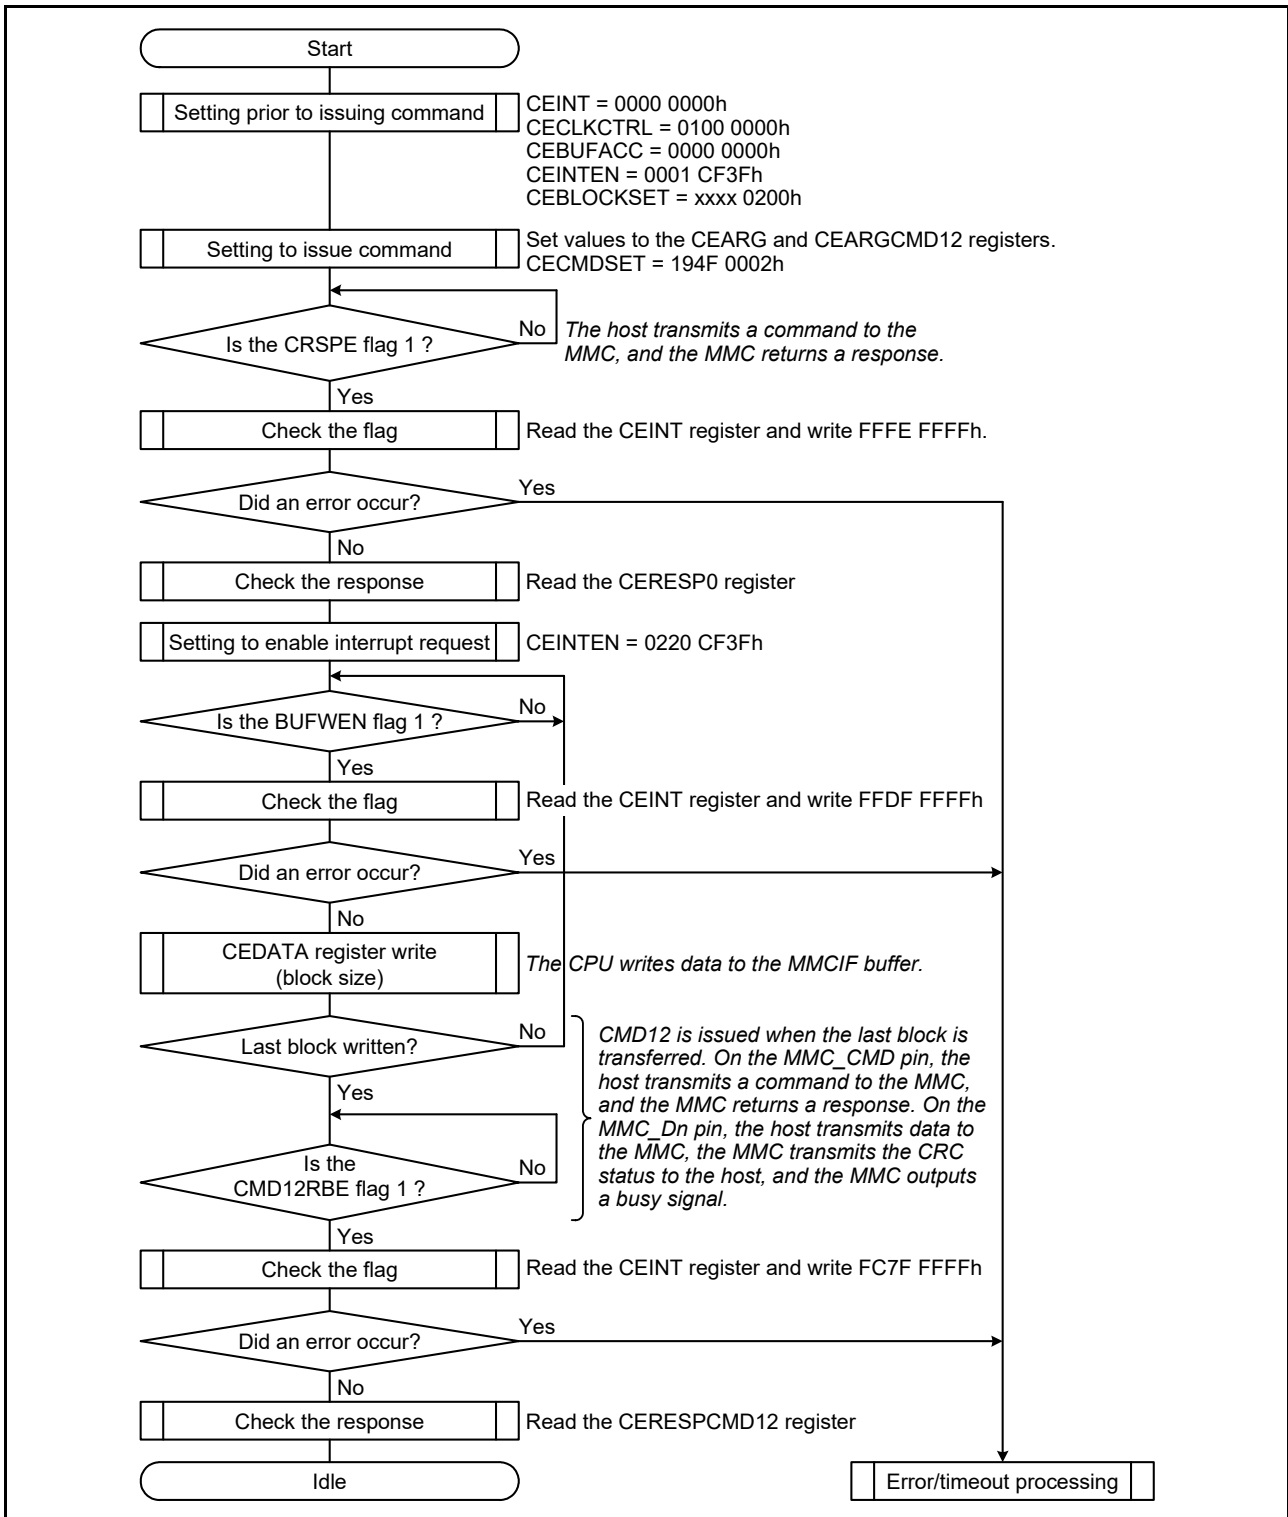 Start
Setting prior to issuing command
CEINT = 0000 0000h
CECLKCTRL = 0100 0000h
CEBUFACC = 0000 0000h
CEINTEN = 0001 CF3Fh
CEBLOCKSET = xxxx 0200h
Setting to issue command
Set values to the CEARG and CEARGCMD12 registers.
CECMDSET = 194F 0002h
Is the CRSPE flag 1 ?
No
The host transmits a command to the
MMC, and the MMC returns a response.
Yes
Check the flag
Read the CEINT register and write FFFE FFFFh.
Did an error occur?
Yes
No
Check the response
Read the CERESP0 register
Setting to enable interrupt request
CEINTEN = 0220 CF3Fh
Is the BUFWEN flag 1 ?
No
Yes
Check the flag
Read the CEINT register and write FFDF FFFFh
Did an error occur?
Yes
No
CEDATA register write
(block size)
The CPU writes data to the MMCIF buffer.
Last block written?
No
Yes
CMD12 is issued when the last block is
transferred. On the MMC_CMD pin, the
host transmits a command to the MMC,
and the MMC returns a response. On the
MMC_Dn pin, the host transmits data to
the MMC, the MMC transmits the CRC
status to the host, and the MMC outputs
a busy signal.
Is the
CMD12RBE flag 1 ?
No
Yes
Check the flag
Read the CEINT register and write FC7F FFFFh
Did an error occur?
Yes
No
Check the response
Read the CERESPCMD12 register
Idle
Error/timeout processing